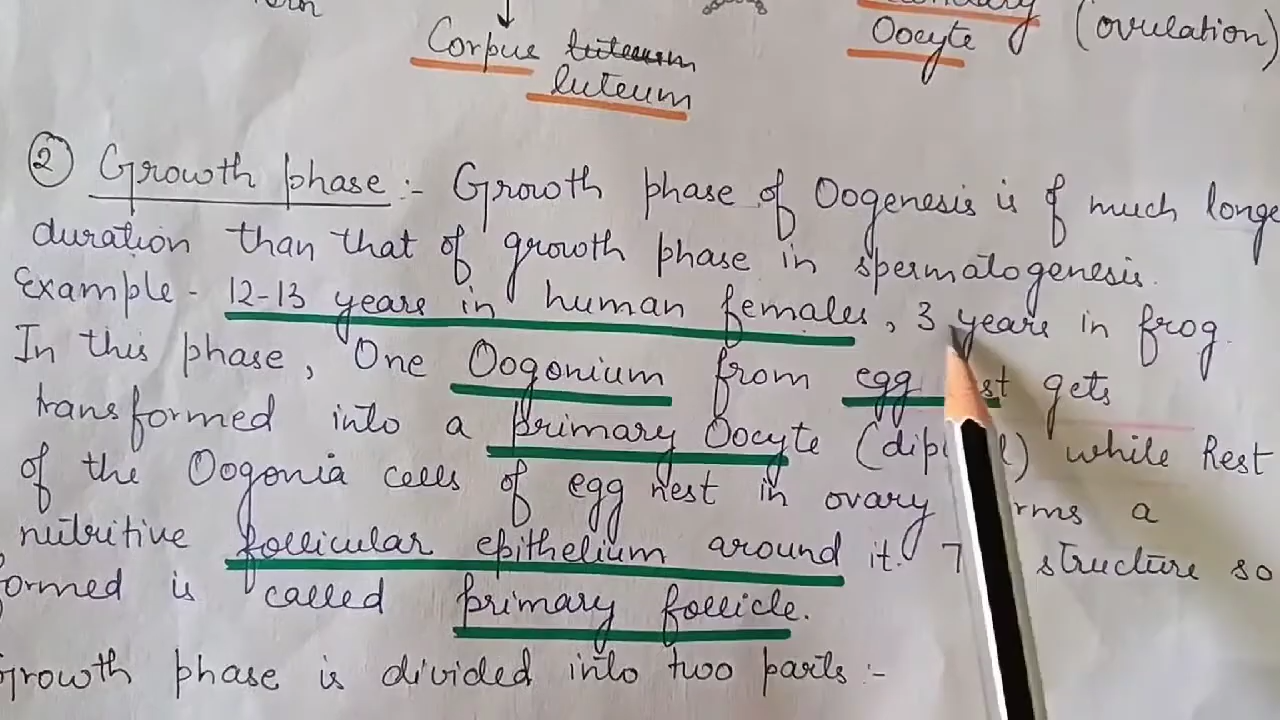 Corpus
Oocyte (ovulation)
luteum
② Growth phase :- Growth phase of Oogenesis is of much longe
duration than that of growth phase in spermatogenesis.
Example - 12-13 years in human females, 3 years in frog.
In this phase, One Oogonium from egg gets
transformed into a primary Oocyte ( while Rest
of the Oogonia cells of egg nest in ovary a
nutritive follicular epithelium around it. structure so
ormed is called primary follicle.
Growth phase is divided into two parts :-